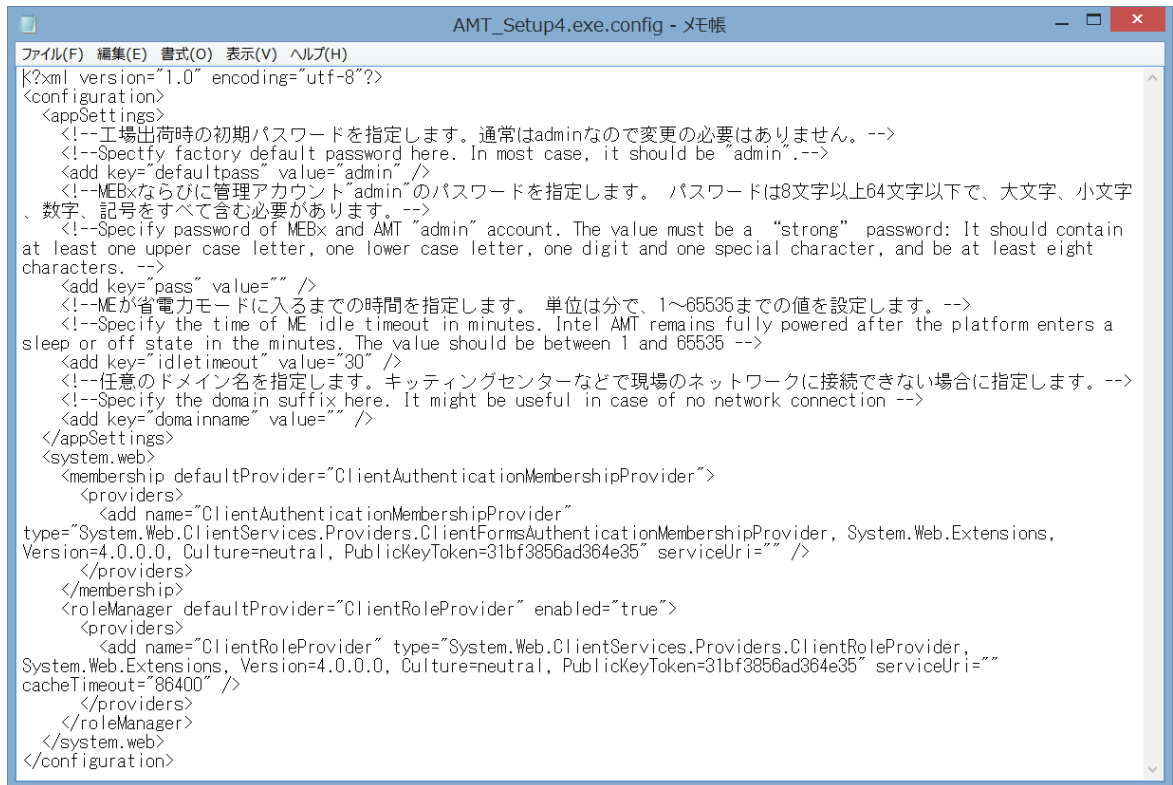 AMT_Setup4.exe.config - メモ帳
ファイル(F) 編集(E) 書式(O) 表示(V) ヘルプ(H)
<?xml version="1.0" encoding="utf-8"?>
<configuration>
<appSettings>
<!--工場出荷時の初期パスワードを指定します。通常はadminなので変更の必要はありません。-->
<!--Spectfy factory default password here. In most case, it should be "admin".-->
<add key="defaultpass" value="admin" />
<!--MEBxならびに管理アカウント"admin"のパスワードを指定します。 パスワードは8文字以上64文字以下で、大文字、小文字
、数字、記号をすべて含む必要があります。-->
<!--Specify password of MEBx and AMT "admin" account. The value must be a “strong” password: It should contain
at least one upper case letter, one lower case letter, one digit and one special character, and be at least eight
characters. -->
<add key="pass" value="" />
<!--MEが省電力モードに入るまでの時間を指定します。 単位は分で、1～65535までの値を設定します。-->
<!--Specify the time of ME idle timeout in minutes. Intel AMT remains fully powered after the platform enters a
sleep or off state in the minutes. The value should be between 1 and 65535 -->
<add key="idletimeout" value="30" />
<!--任意のドメイン名を指定します。キッティングセンターなどで現場のネットワークに接続できない場合に指定します。-->
<!--Specify the domain suffix here. It might be useful in case of no network connection -->
<add key="domainname" value="" />
</appSettings>
<system.web>
<membership defaultProvider="ClientAuthenticationMembershipProvider">
<providers>
<add name="ClientAuthenticationMembershipProvider"
type="System.Web.ClientServices.Providers.ClientFormsAuthenticationMembershipProvider, System.Web.Extensions,
Version=4.0.0.0, Culture=neutral, PublicKeyToken=31bf3856ad364e35" serviceUri="" />
</providers>
</membership>
<roleManager defaultProvider="ClientRoleProvider" enabled="true">
<providers>
<add name="ClientRoleProvider" type="System.Web.ClientServices.Providers.ClientRoleProvider,
System.Web.Extensions, Version=4.0.0.0, Culture=neutral, PublicKeyToken=31bf3856ad364e35" serviceUri=""
cacheTimeout="86400" />
</providers>
</roleManager>
</system.web>
</configuration>